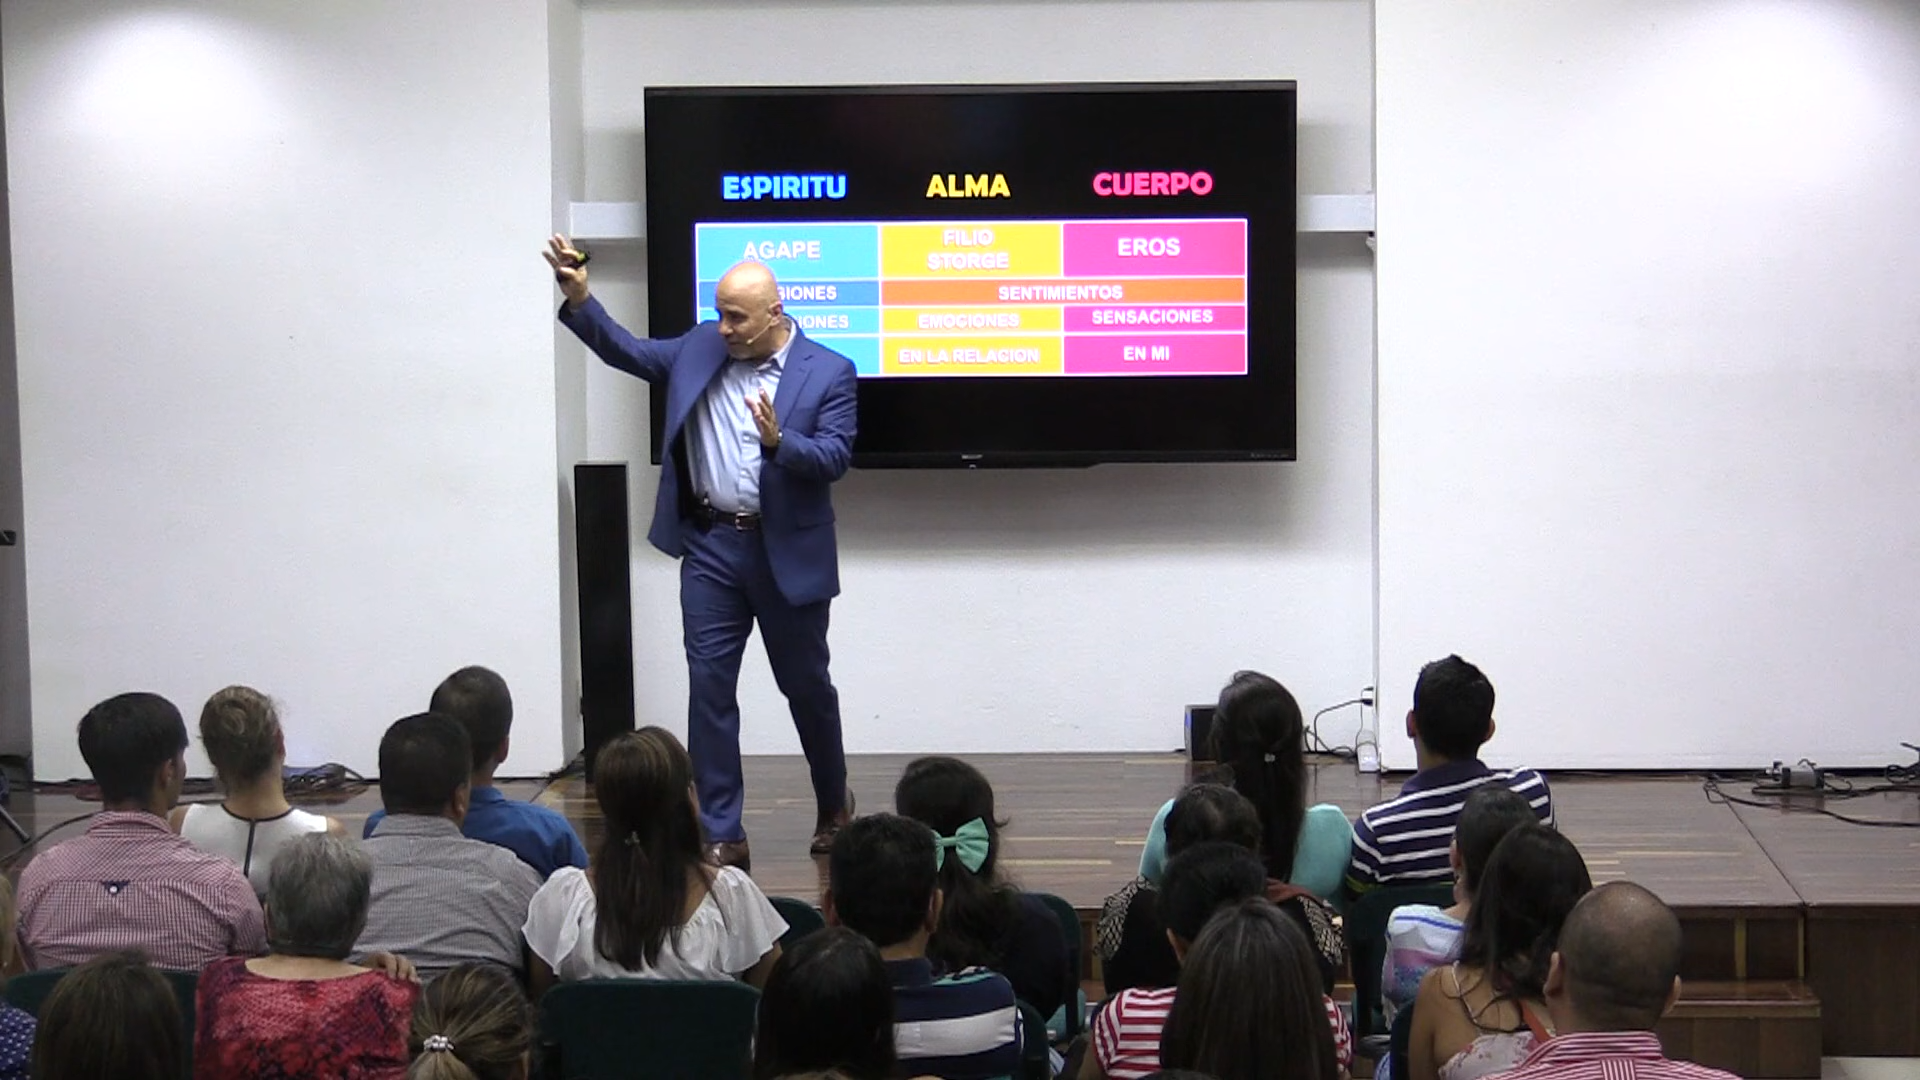 ESPIRITU ALMA CUERPO
AGAPE FILIO STORGE EROS
SENTIMIENTOS
EMOCIONES SENSACIONES
EN LA RELACION EN MI